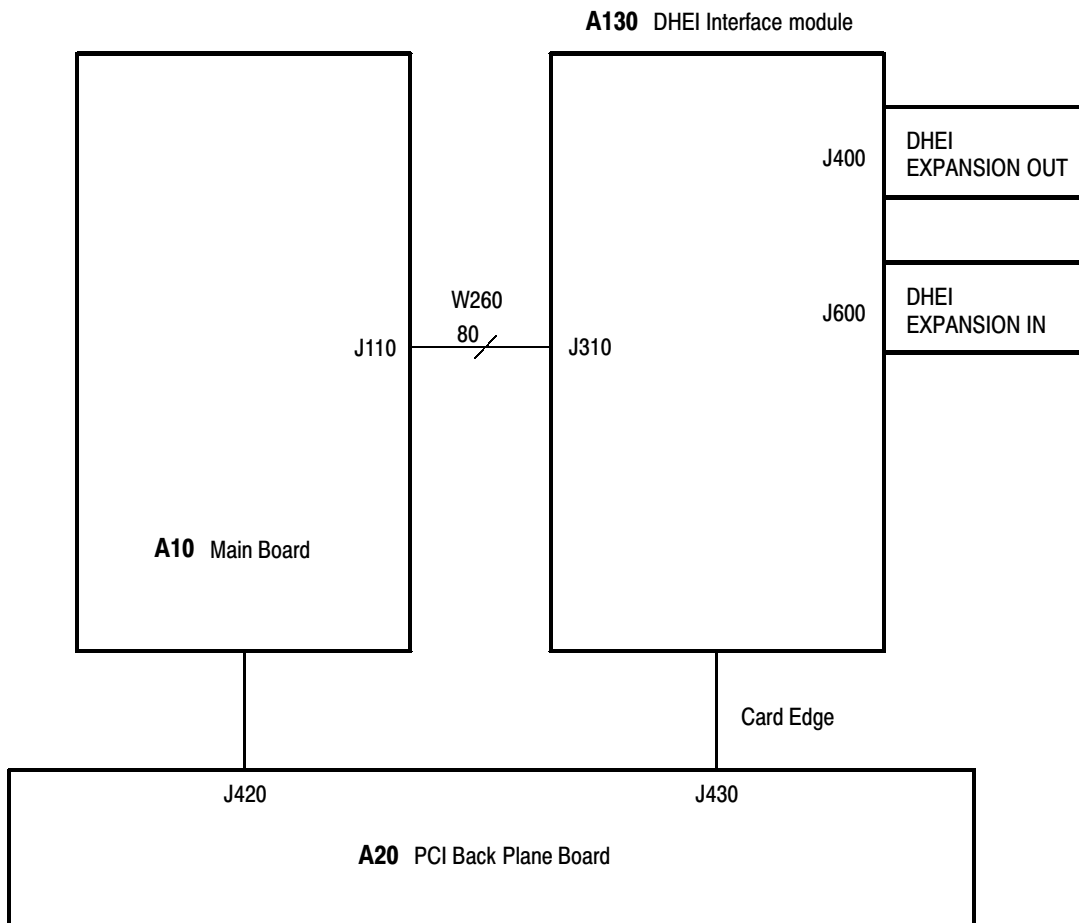 A130 DHEI Interface module
J400
DHEI
EXPANSION OUT
W260
80
J110
J310
J600
DHEI
EXPANSION IN
A10 Main Board
Card Edge
J420
J430
A20 PCI Back Plane Board